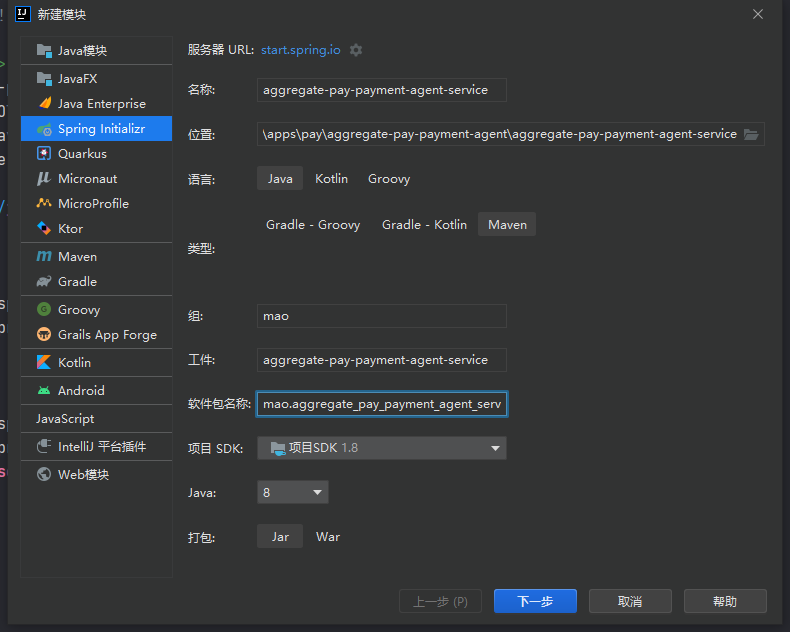 新建模块
Java模块
JavaFX
Java Enterprise
Spring Initializr
Quarkus
Micronaut
MicroProfile
Ktor
Maven
Gradle
Groovy
Grails App Forge
Kotlin
Android
JavaScript
IntelliJ 平台插件
Web模块
服务器 URL: start.spring.io
名称: aggregate-pay-payment-agent-service
位置: \apps\pay\aggregate-pay-payment-agent\aggregate-pay-payment-agent-service
语言: Java Kotlin Groovy
Gradle - Groovy Gradle - Kotlin Maven
类型:
组: mao
工件: aggregate-pay-payment-agent-service
软件包名称: mao.aggregate_pay_payment_agent_serv
项目 SDK: 项目SDK 1.8
Java: 8
打包: Jar War
上一步 (P) 下一步 取消 帮助